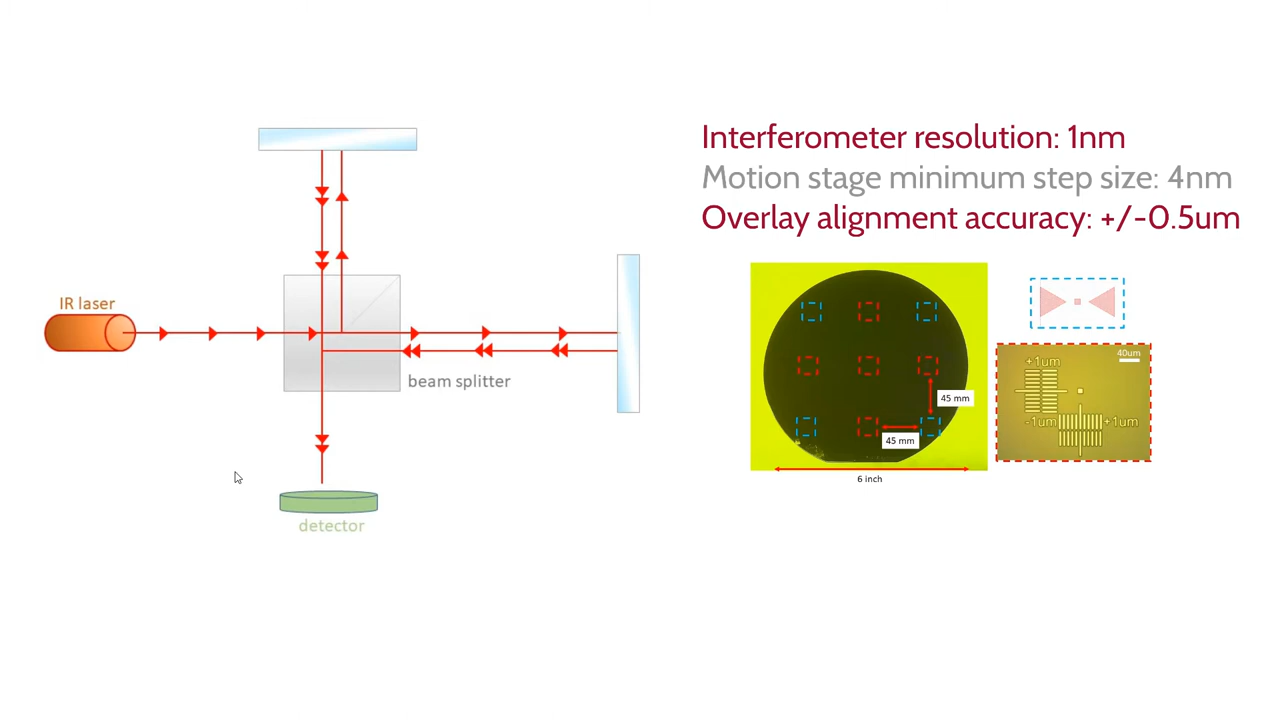 Interferometer resolution: 1nm
Motion stage minimum step size: 4nm
Overlay alignment accuracy: +/-0.5um
IR laser
beam splitter
detector
45 mm
45 mm
6 inch
40um
+1um
-1um
+1um